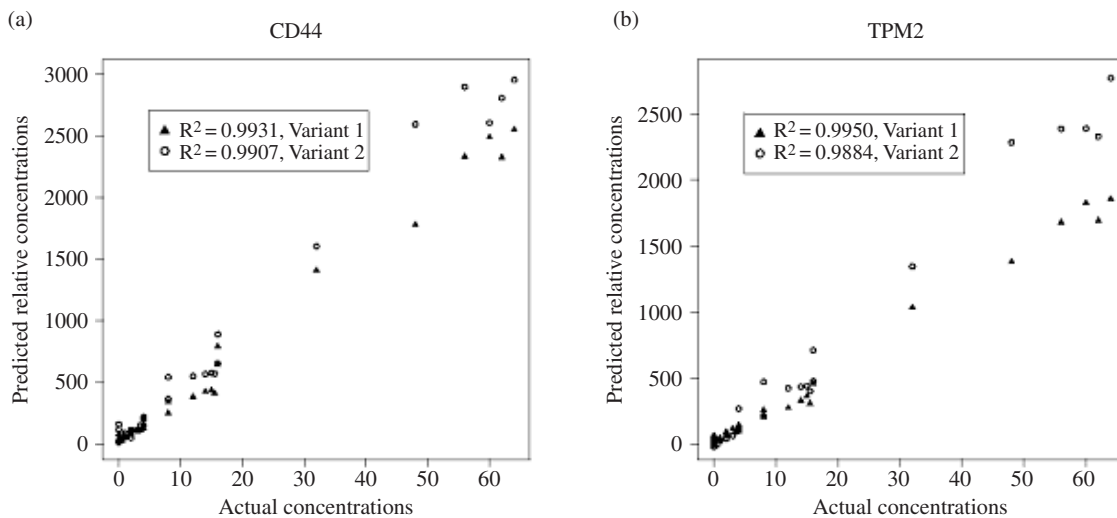 (a)
CD44
3000
2500
2000
1500
1000
500
0
Predicted relative concentrations
R² = 0.9931, Variant 1
R² = 0.9907, Variant 2
0 10 20 30 40 50 60
Actual concentrations
(b)
TPM2
2500
2000
1500
1000
500
0
Predicted relative concentrations
R² = 0.9950, Variant 1
R² = 0.9884, Variant 2
0 10 20 30 40 50 60
Actual concentrations